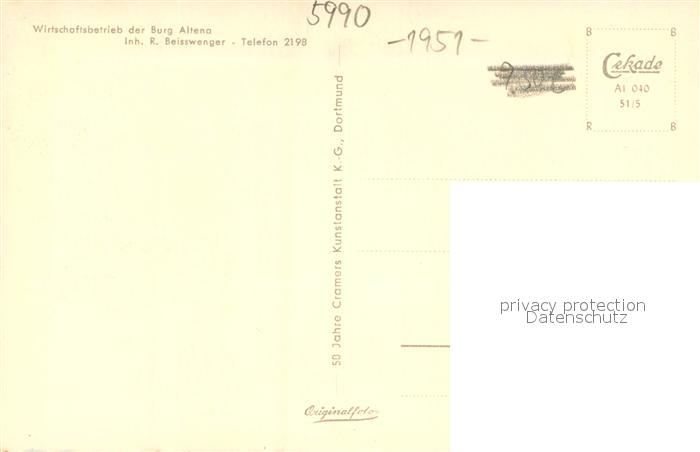 5990
Wirtschaftsbetrieb der Burg Altena
Inh. R. Beisswenger - Telefon 2198
-1951-
B B
Cekade
Al 040
51/5
R B
50 Jahre Cramers Kunstanstalt K.-G., Dortmund
Originalfoto
privacy protection
Datenschutz